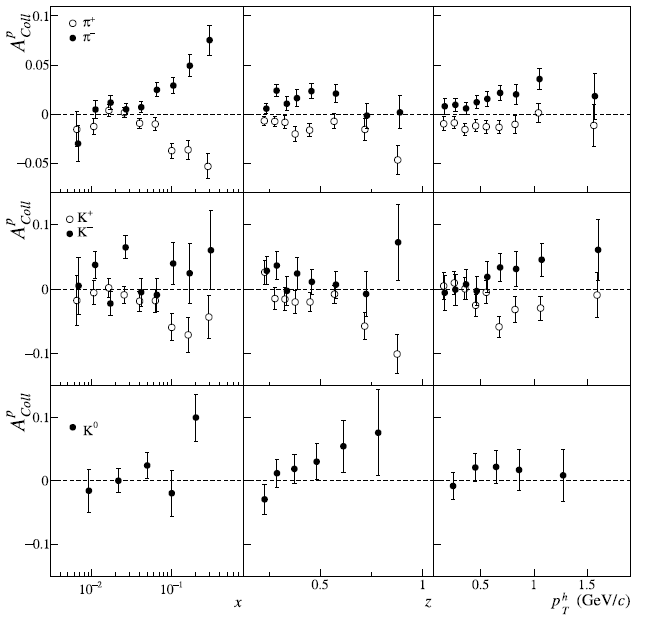 A^p_Coll
0.1
0.05
0
−0.05
π⁺
π⁻
A^p_Coll
0.1
0
−0.1
K⁺
K⁻
A^p_Coll
0.1
0
−0.1
K⁰
10⁻² 10⁻¹ 0.5 1 0.5 1 1.5
x z p^h_T (GeV/c)